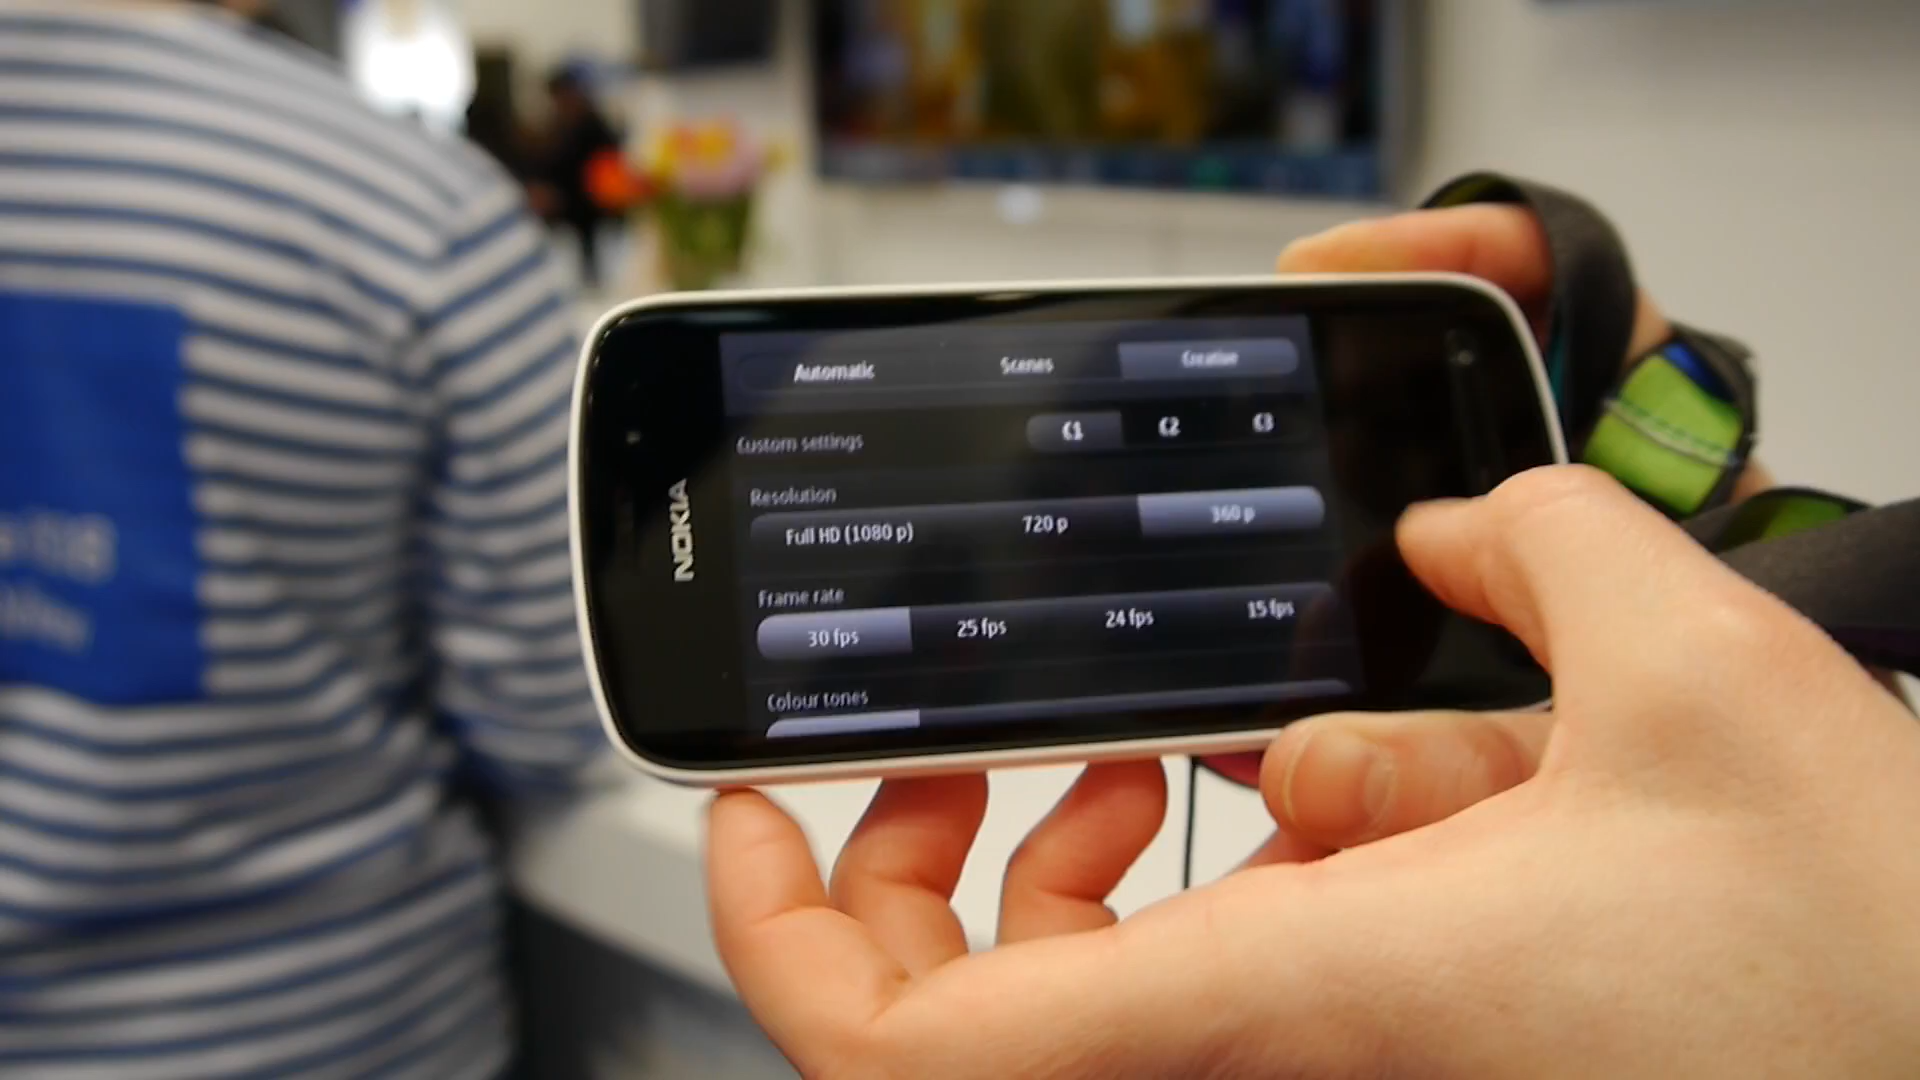 Automatic Scenes Creative
Custom settings C1 C2 C3
Resolution
Full HD (1080 p) 720 p 360 p
Frame rate
30 fps 25 fps 24 fps 15 fps
Colour tones
NOKIA